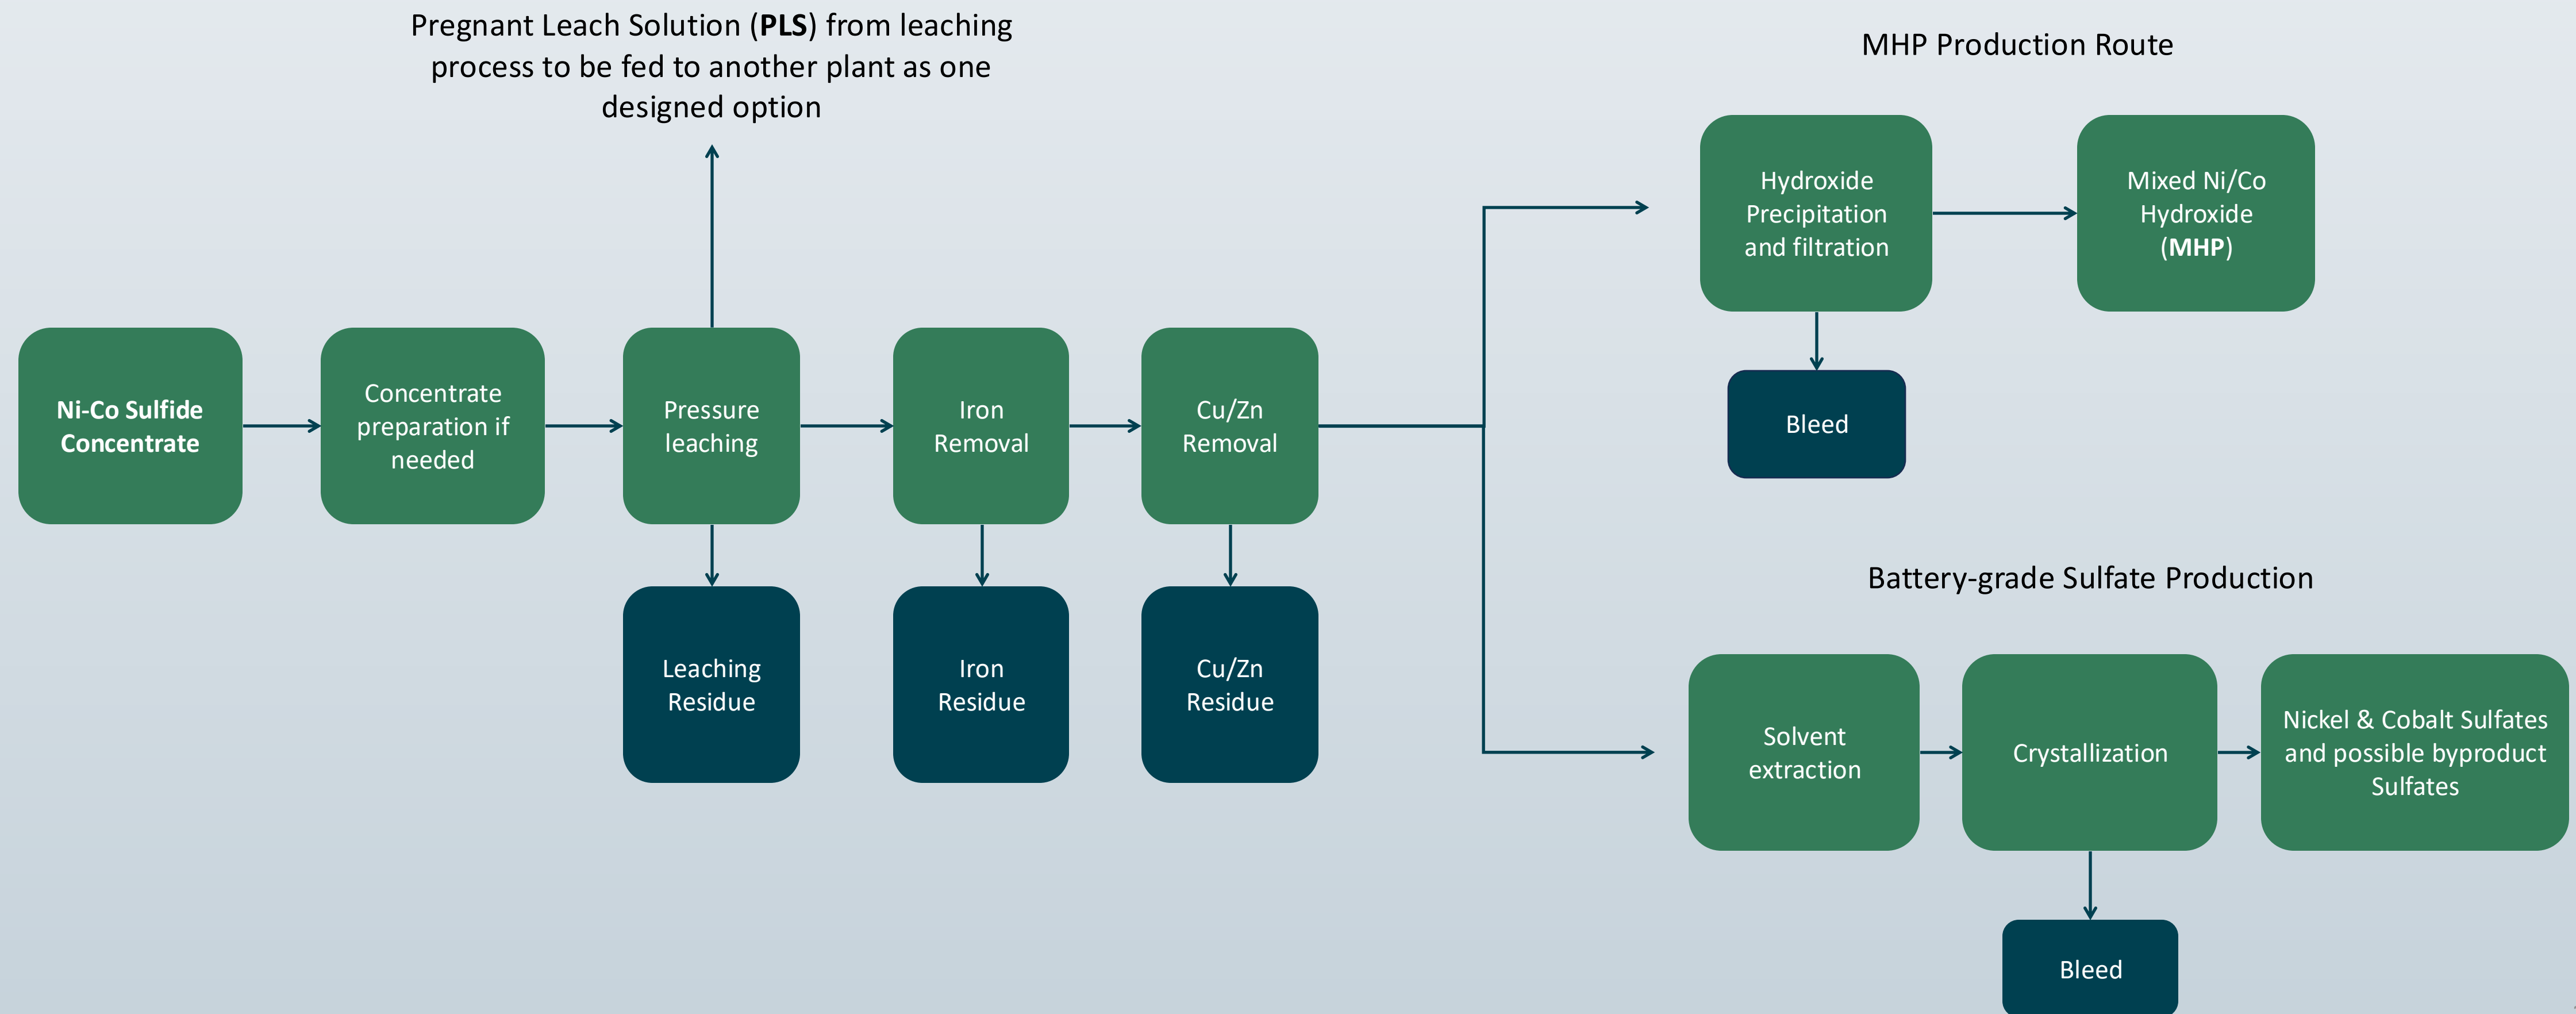 Pregnant Leach Solution (PLS) from leaching
process to be fed to another plant as one
designed option
MHP Production Route
Hydroxide
Precipitation
and filtration
Mixed Ni/Co
Hydroxide
(MHP)
Bleed
Ni-Co Sulfide
Concentrate
Concentrate
preparation if
needed
Pressure
leaching
Iron
Removal
Cu/Zn
Removal
Leaching
Residue
Iron
Residue
Cu/Zn
Residue
Battery-grade Sulfate Production
Solvent
extraction
Crystallization
Nickel & Cobalt Sulfates
and possible byproduct
Sulfates
Bleed